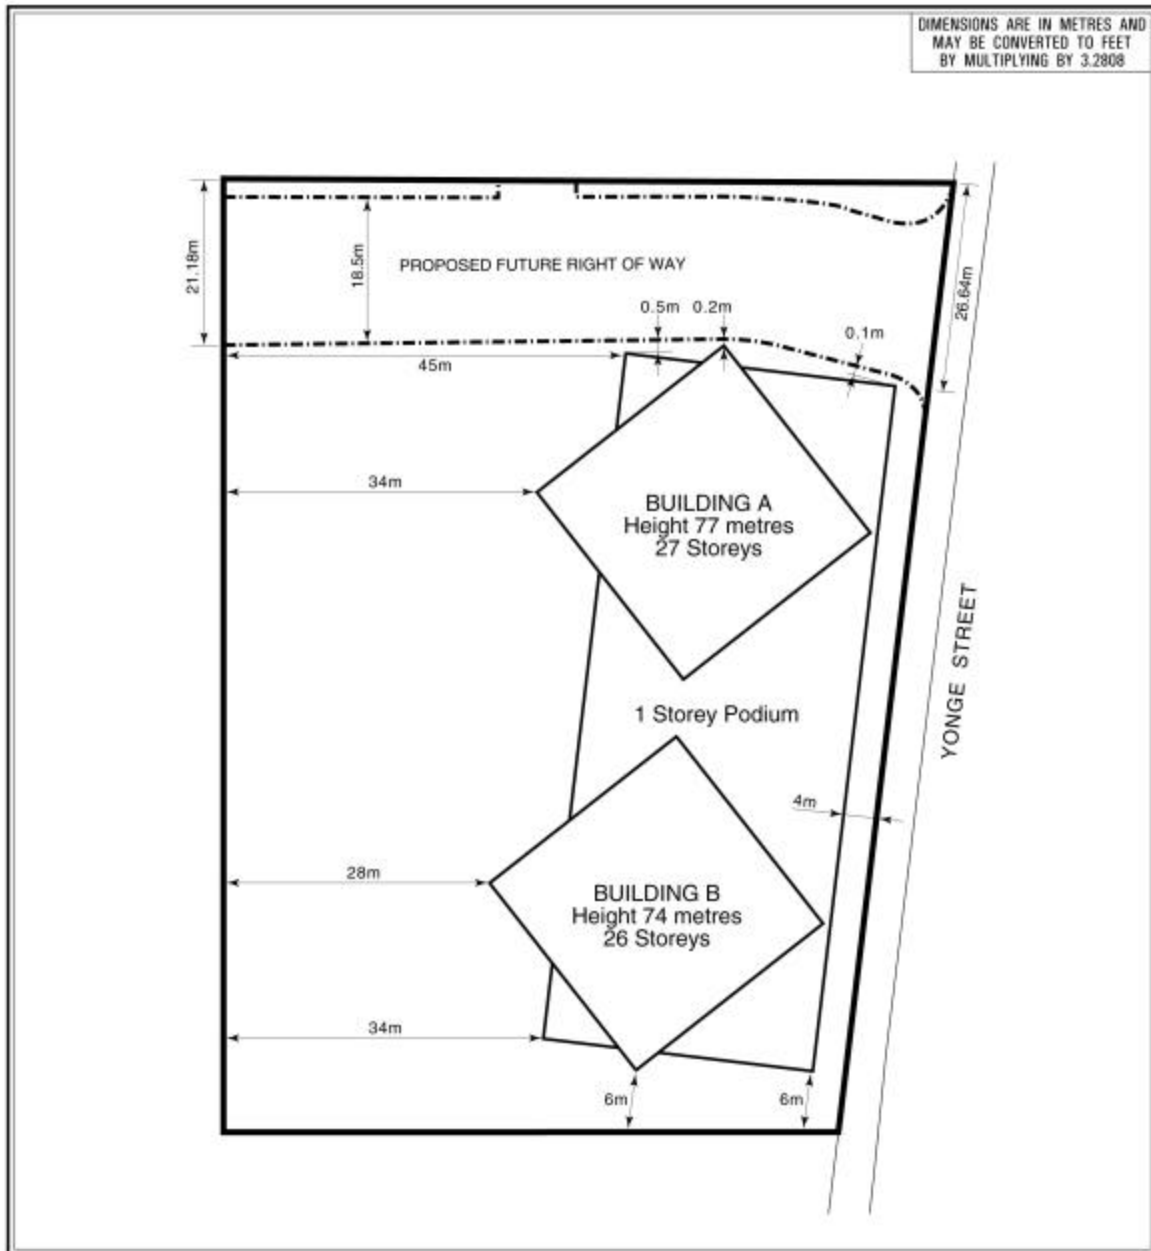 DIMENSIONS ARE IN METRES AND
MAY BE CONVERTED TO FEET
BY MULTIPLYING BY 3.2808
21.18m
18.5m
PROPOSED FUTURE RIGHT OF WAY
26.64m
0.5m
0.2m
0.1m
45m
34m
BUILDING A
Height 77 metres
27 Storeys
YONGE STREET
1 Storey Podium
4m
28m
BUILDING B
Height 74 metres
26 Storeys
34m
6m
6m